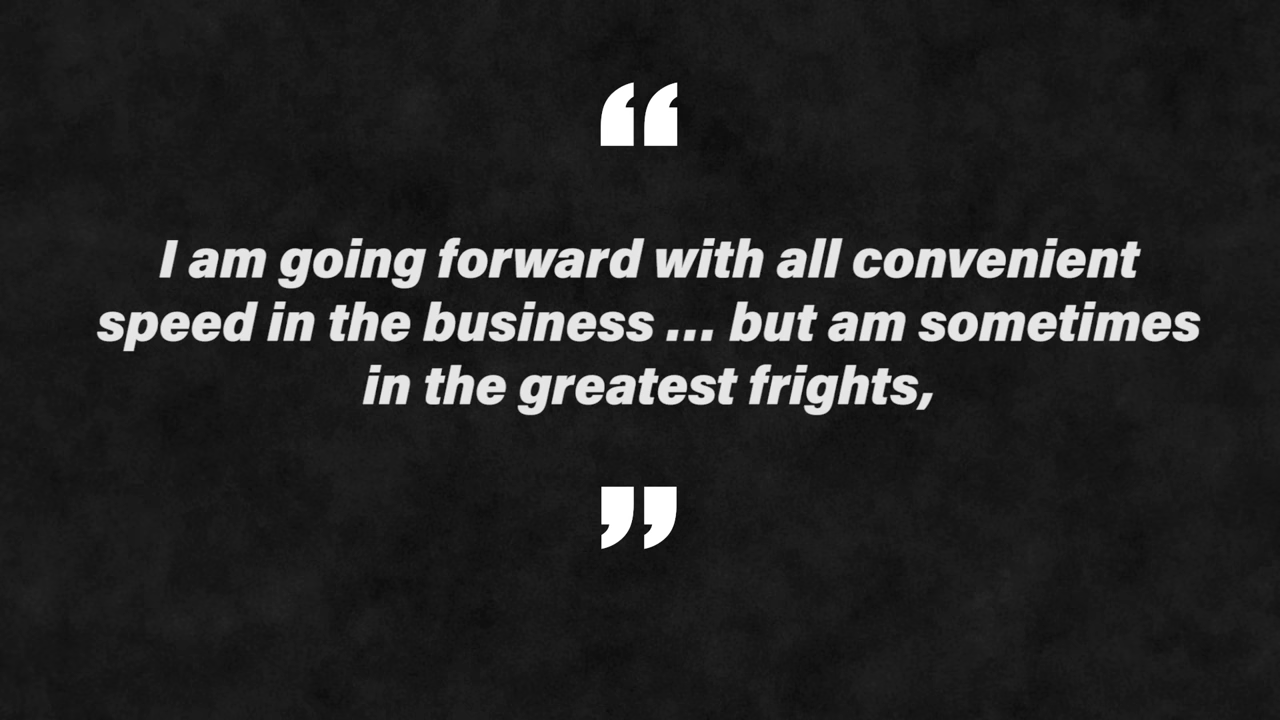 “
I am going forward with all convenient
speed in the business ... but am sometimes
in the greatest frights,
”